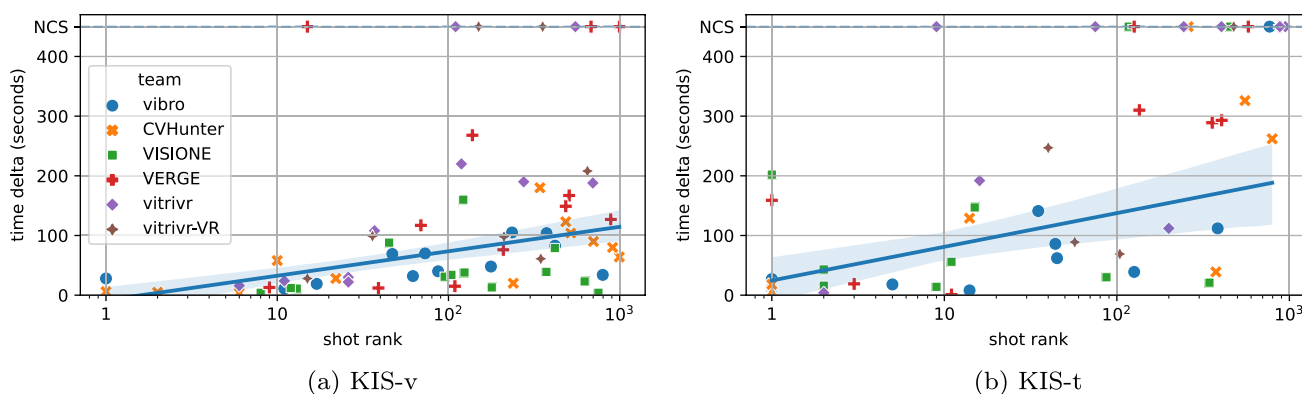 NCS
400
300
200
100
0
time delta (seconds)
team
vibro
CVHunter
VISIONE
VERGE
vitrivr
vitrivr-VR
1
10
10²
10³
shot rank
(a) KIS-v
NCS
400
300
200
100
0
time delta (seconds)
1
10
10²
10³
shot rank
(b) KIS-t